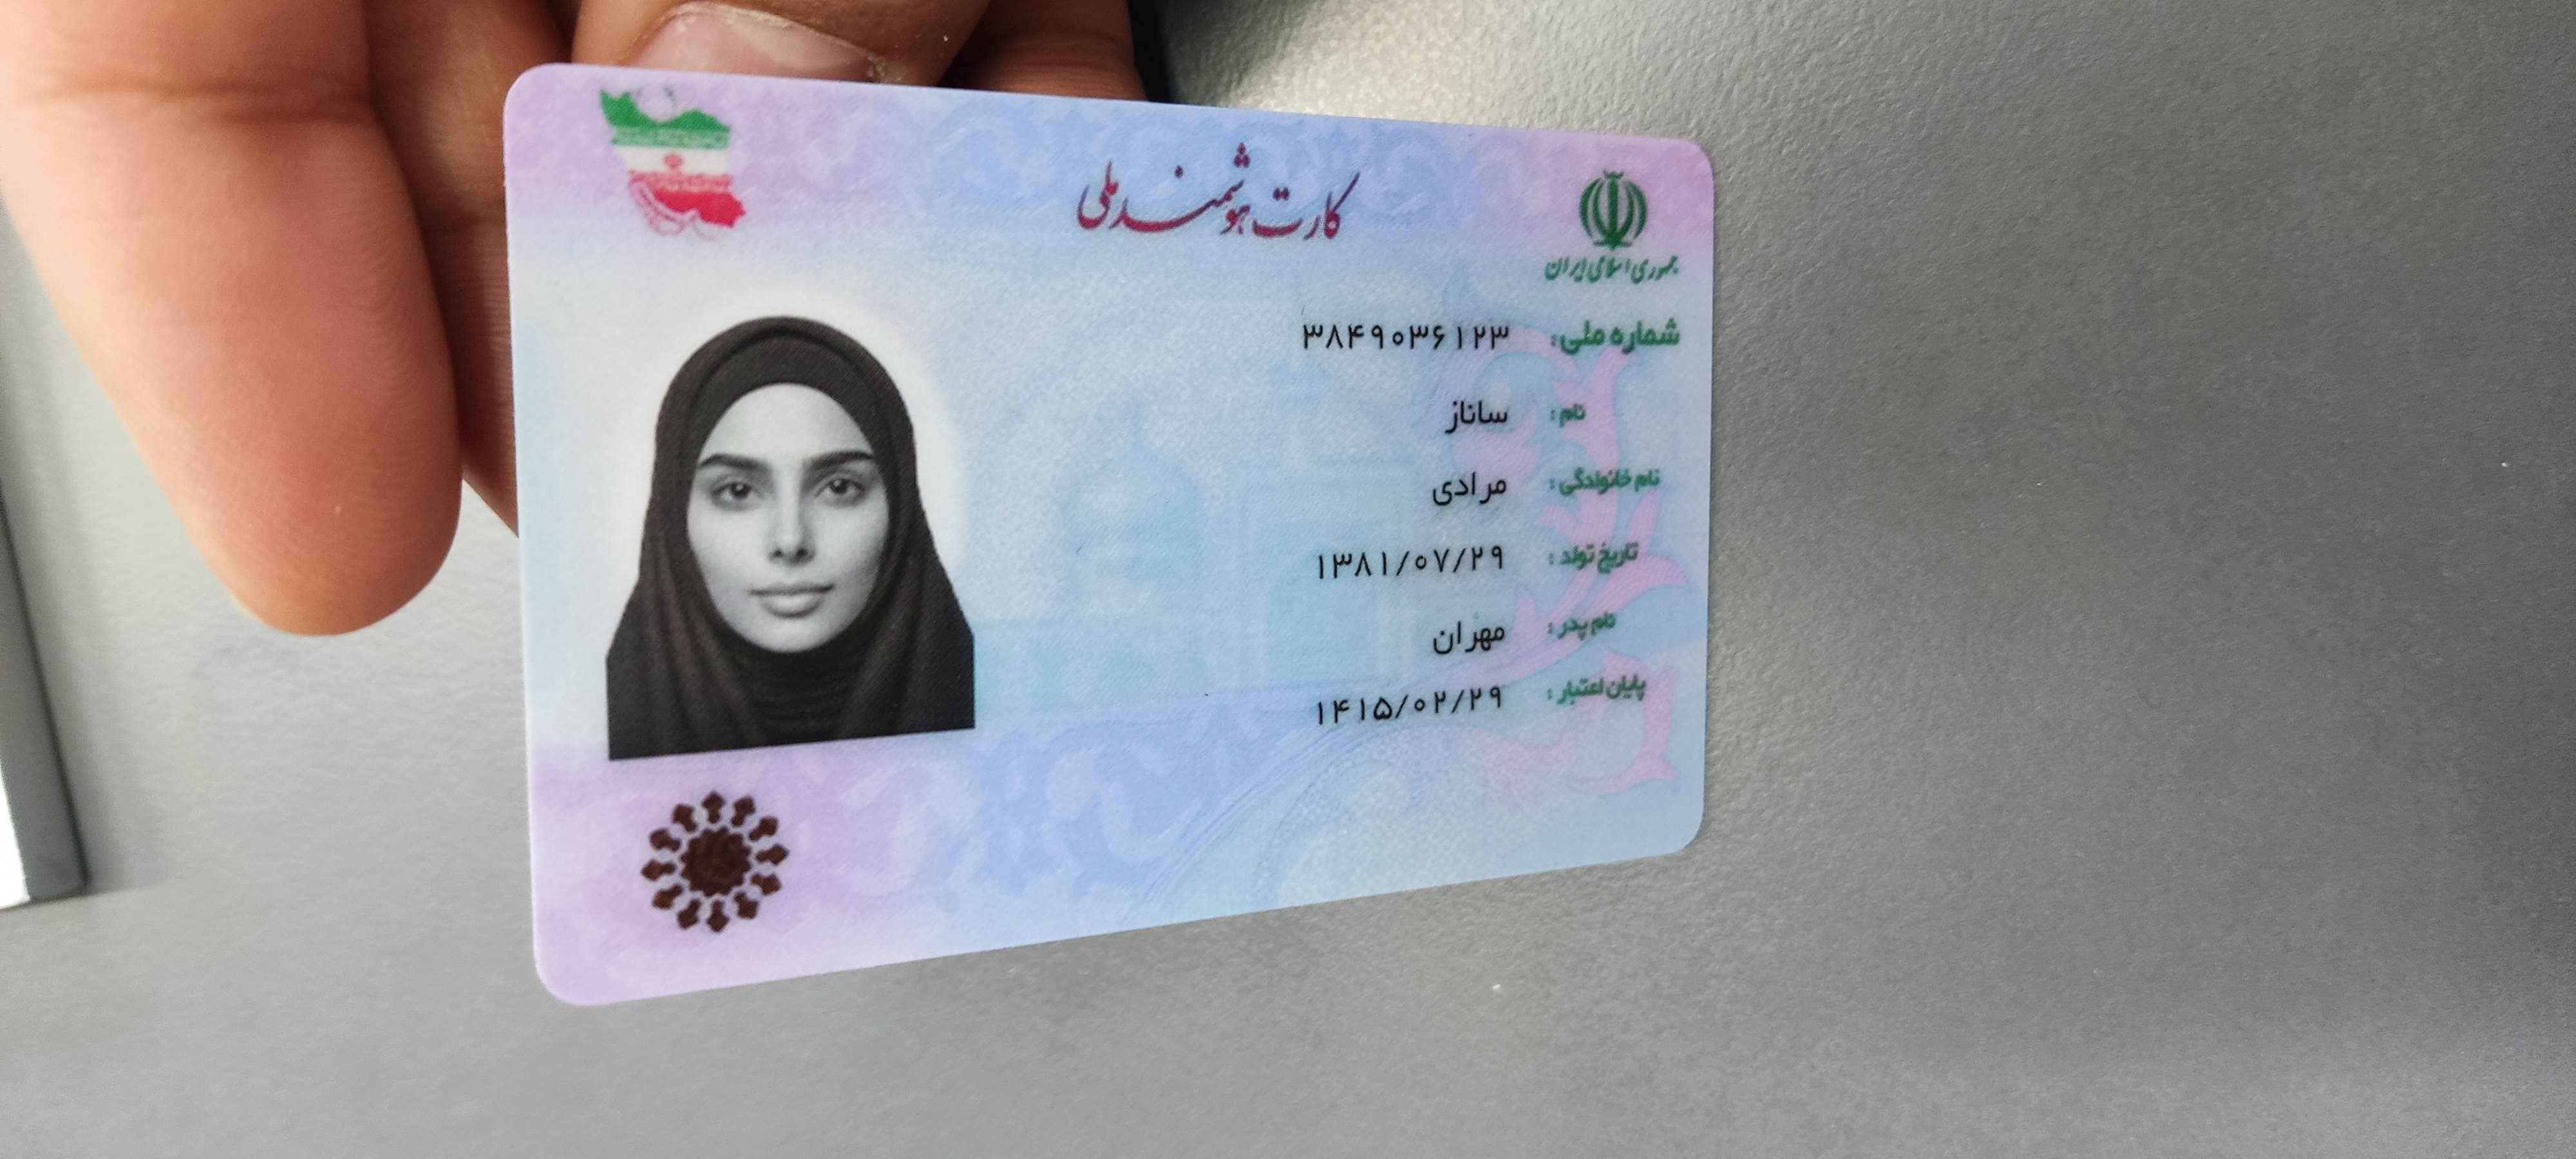 کارت هوشمند ملی
جمهوری اسلامی ایران
شماره ملی: ۳۸۴۹۰۳۶۱۲۳
نام: ساناز
نام خانوادگی: مرادی
تاریخ تولد: ۱۳۸۱/۰۷/۲۹
نام پدر: مهران
پایان اعتبار: ۱۴۱۵/۰۲/۲۹